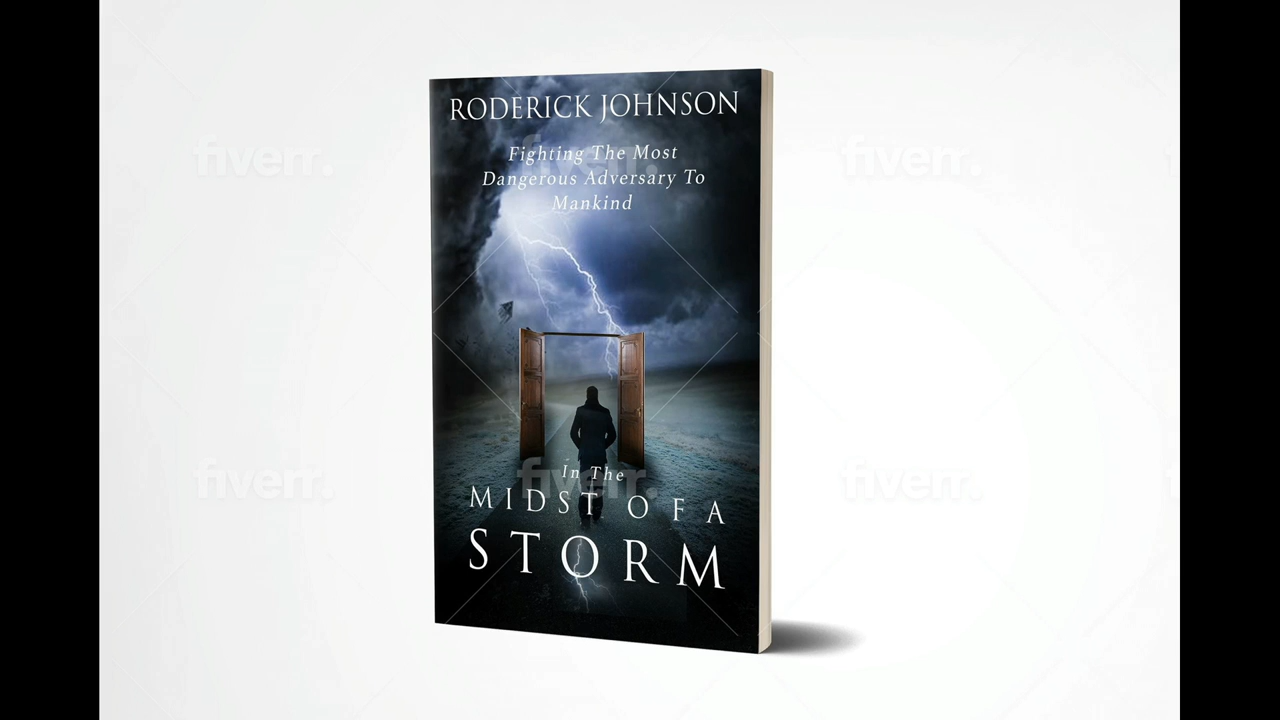 RODERICK JOHNSON
Fighting The Most
Dangerous Adversary To
Mankind
In The
MIDST OF A
STORM
fiverr.
fiverr.
fiverr.
fiverr.
fiverr.
fiverr.